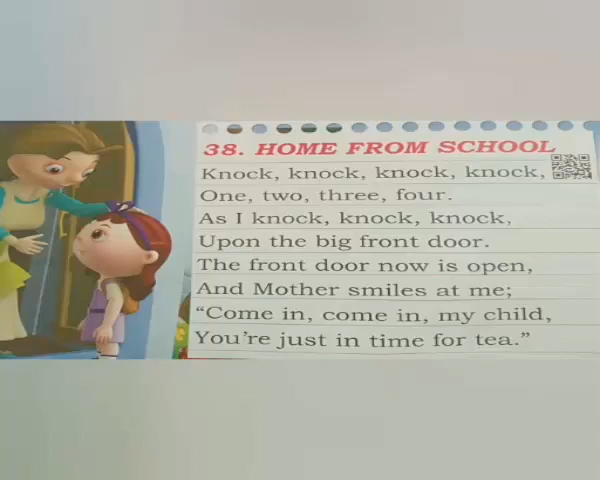 38. HOME FROM SCHOOL
Knock, knock, knock, knock,
One, two, three, four.
As I knock, knock, knock,
Upon the big front door.
The front door now is open,
And Mother smiles at me;
“Come in, come in, my child,
You’re just in time for tea.”